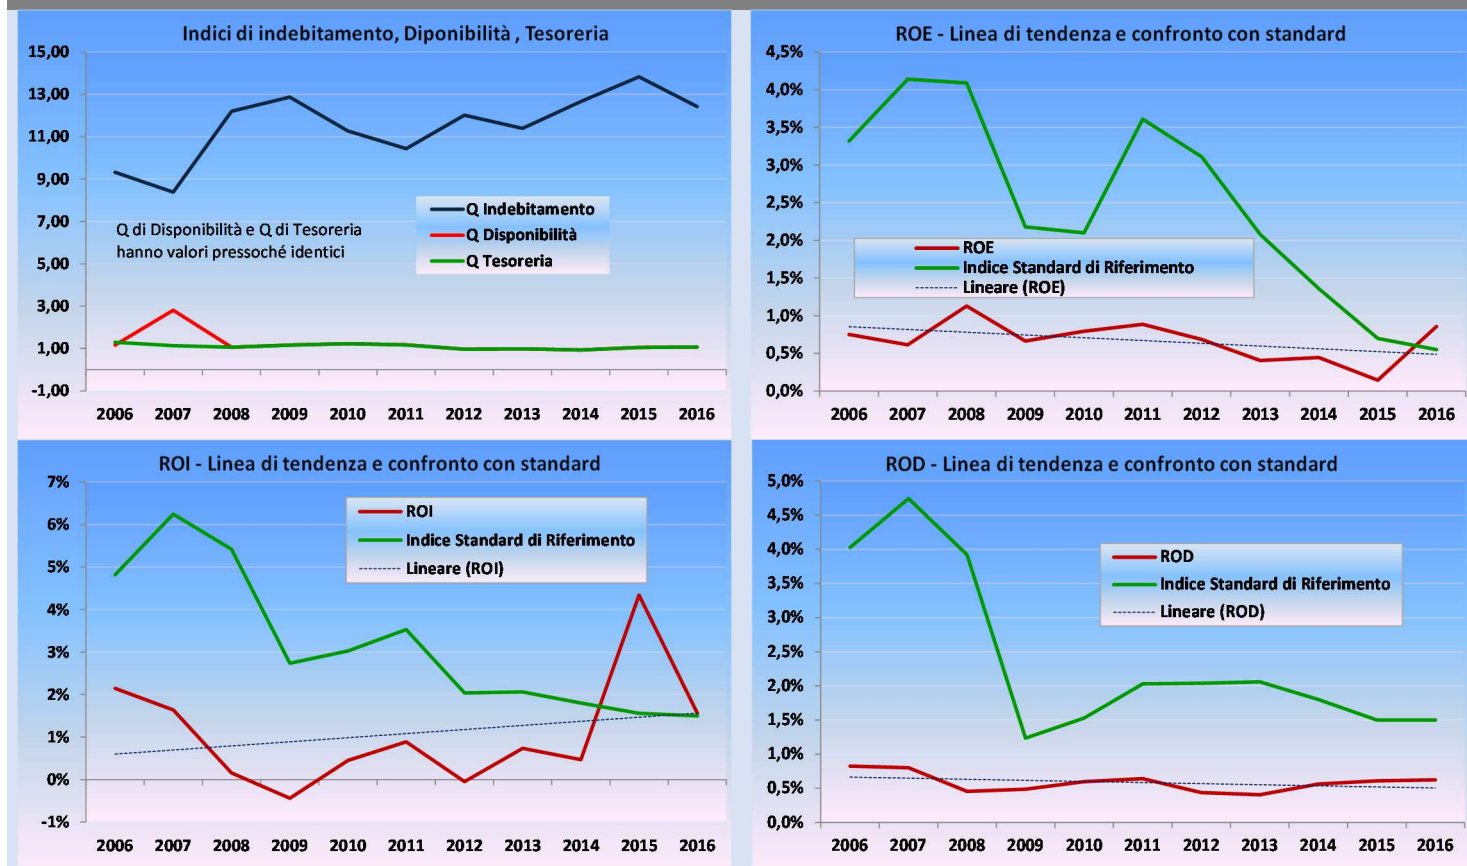 Indici di indebitamento, Diponibilità , Tesoreria
15,00
13,00
11,00
9,00
7,00
5,00
3,00
1,00
-1,00
Q di Disponibilità e Q di Tesoreria
hanno valori pressoché identici
Q Indebitamento
Q Disponibilità
Q Tesoreria
2006 2007 2008 2009 2010 2011 2012 2013 2014 2015 2016
ROE - Linea di tendenza e confronto con standard
4,5%
4,0%
3,5%
3,0%
2,5%
2,0%
1,5%
1,0%
0,5%
0,0%
ROE
Indice Standard di Riferimento
Lineare (ROE)
2006 2007 2008 2009 2010 2011 2012 2013 2014 2015 2016
ROI - Linea di tendenza e confronto con standard
7%
6%
5%
4%
3%
2%
1%
0%
-1%
ROI
Indice Standard di Riferimento
Lineare (ROI)
2006 2007 2008 2009 2010 2011 2012 2013 2014 2015 2016
ROD - Linea di tendenza e confronto con standard
5,0%
4,5%
4,0%
3,5%
3,0%
2,5%
2,0%
1,5%
1,0%
0,5%
0,0%
ROD
Indice Standard di Riferimento
Lineare (ROD)
2006 2007 2008 2009 2010 2011 2012 2013 2014 2015 2016